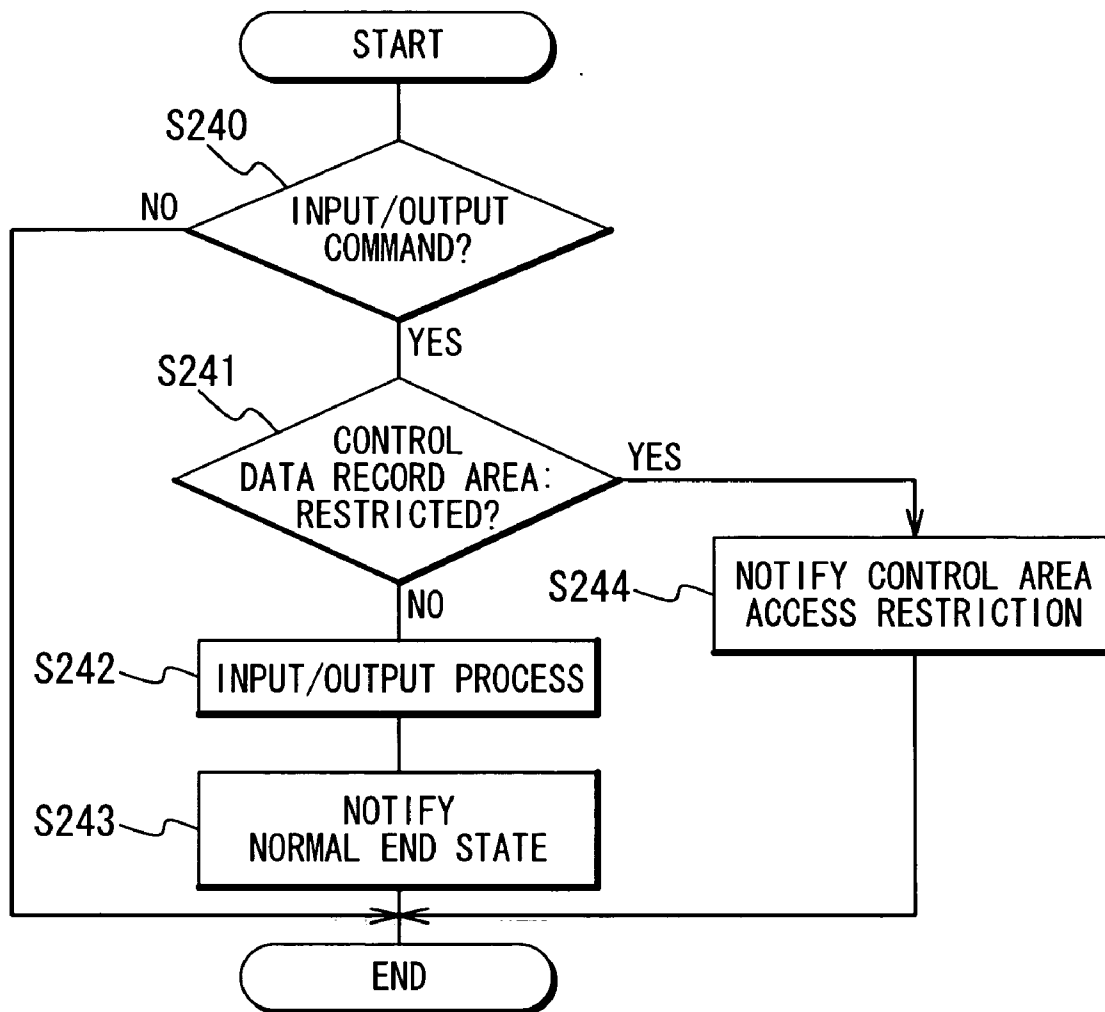 START
S240
NO
INPUT/OUTPUT
COMMAND?
YES
S241
CONTROL
DATA RECORD AREA:
RESTRICTED?
YES
NO
S244
NOTIFY CONTROL AREA
ACCESS RESTRICTION
S242
INPUT/OUTPUT PROCESS
S243
NOTIFY
NORMAL END STATE
END